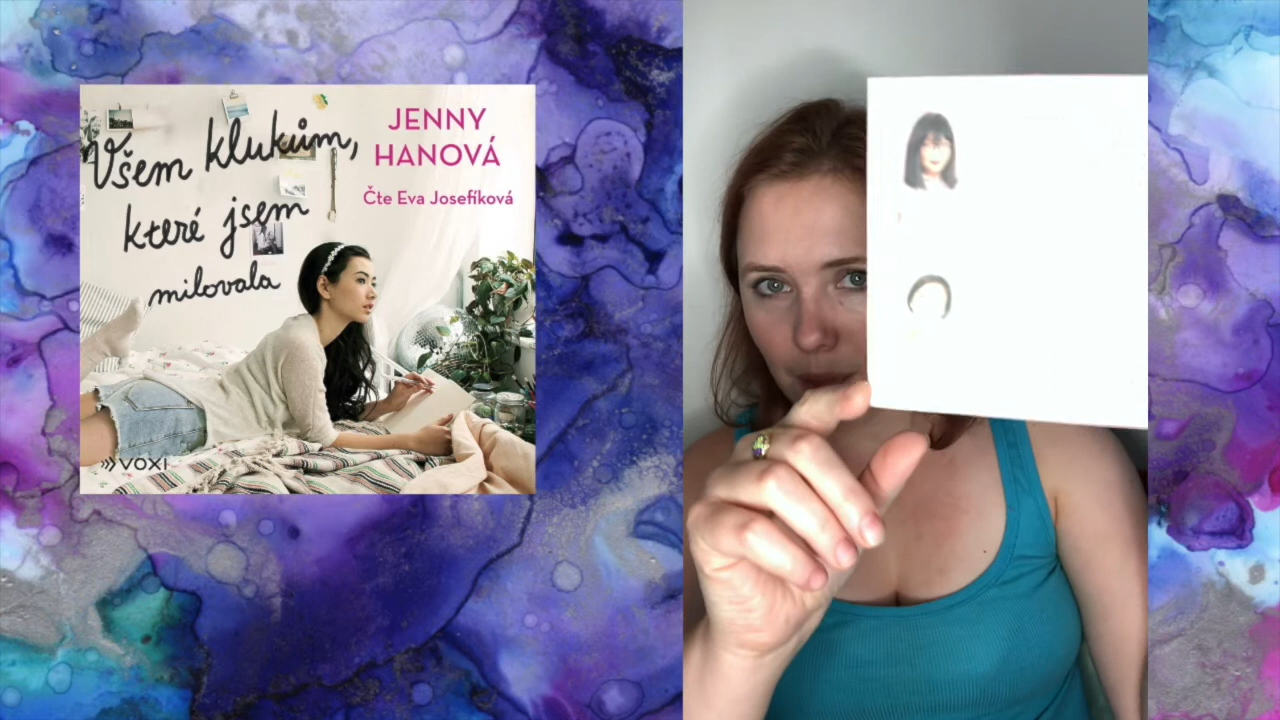 Všem klukům,
které jsem
milovala
JENNY
HANOVÁ
Čte Eva Josefíková
VOXI